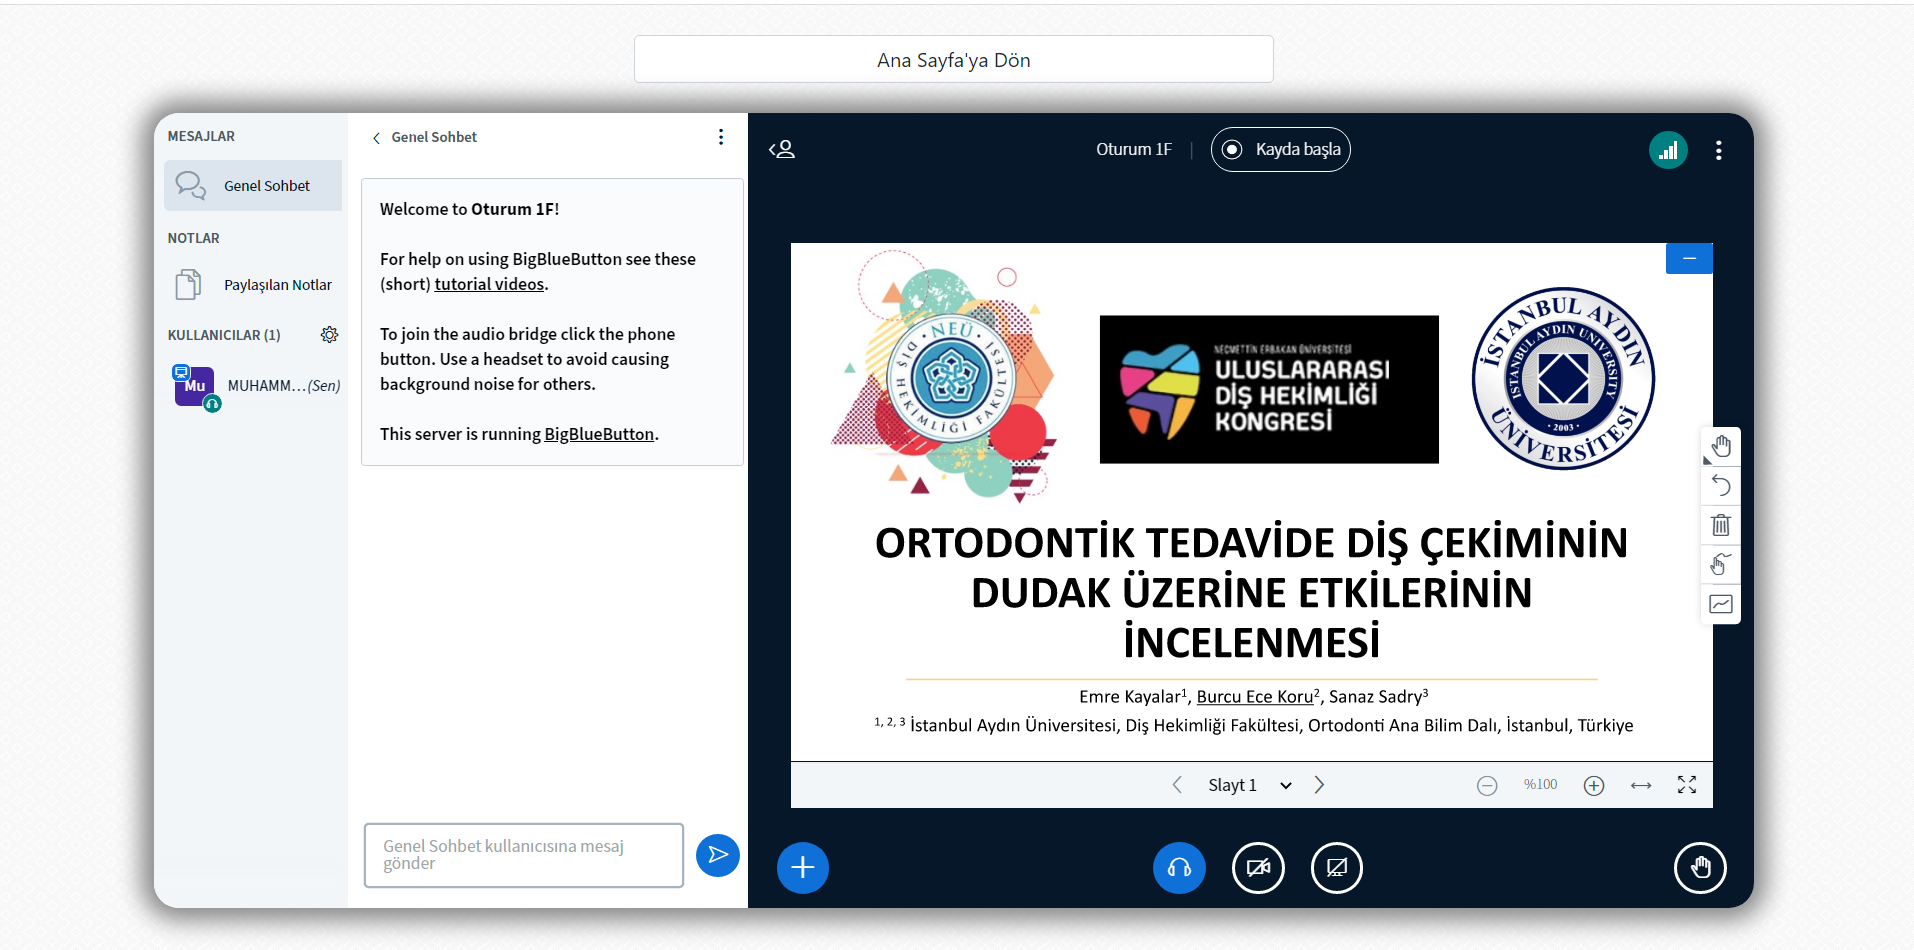 Ana Sayfa'ya Dön
MESAJLAR
Genel Sohbet
NOTLAR
Paylaşılan Notlar
KULLANICILAR (1)
Mu
MUHAMM...(Sen)
Genel Sohbet
Welcome to Oturum 1F!
For help on using BigBlueButton see these
(short) tutorial videos.
To join the audio bridge click the phone
button. Use a headset to avoid causing
background noise for others.
This server is running BigBlueButton.
Genel Sohbet kullanıcısına mesaj
gönder
Oturum 1F
Kayda başla
NEÜ
DİŞ HEKİMLİĞİ FAKÜLTESİ
NECMETTİN ERBAKAN ÜNİVERSİTESİ
ULUSLARARASI
DİŞ HEKİMLİĞİ
KONGRESİ
İSTANBUL AYDIN
ÜNİVERSİTESİ
ISTANBUL AYDIN UNIVERSITY
• 2003 •
ORTODONTİK TEDAVİDE DİŞ ÇEKİMİNİN
DUDAK ÜZERİNE ETKİLERİNİN
İNCELENMESİ
Emre Kayalar¹, Burcu Ece Koru², Sanaz Sadry³
¹, ², ³ İstanbul Aydın Üniversitesi, Diş Hekimliği Fakültesi, Ortodonti Ana Bilim Dalı, İstanbul, Türkiye
Slayt 1
%100